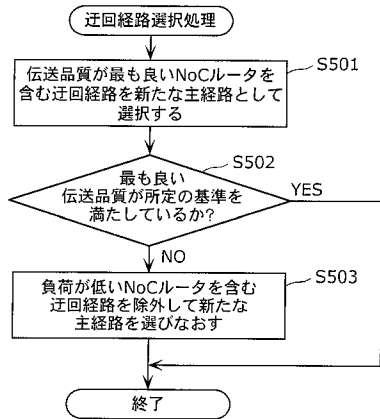 迂回経路選択処理
S501
伝送品質が最も良いNoCルータを
含む迂回経路を新たな主経路として
選択する
S502
最も良い
伝送品質が所定の基準を
満たしているか?
YES
NO
S503
負荷が低いNoCルータを含む
迂回経路を除外して新たな
主経路を選びなおす
終了